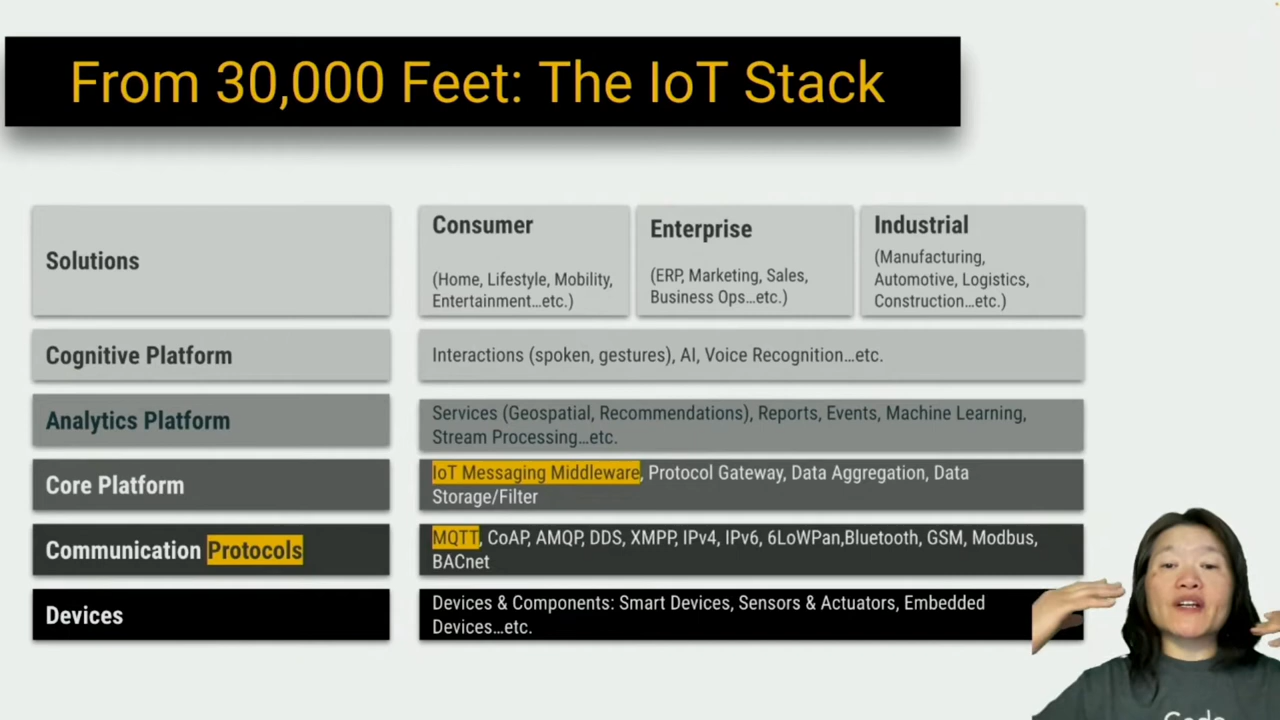 From 30,000 Feet: The IoT Stack
Solutions
Consumer
(Home, Lifestyle, Mobility,
Entertainment…etc.)
Enterprise
(ERP, Marketing, Sales,
Business Ops…etc.)
Industrial
(Manufacturing,
Automotive, Logistics,
Construction…etc.)
Cognitive Platform
Interactions (spoken, gestures), AI, Voice Recognition…etc.
Analytics Platform
Services (Geospatial, Recommendations), Reports, Events, Machine Learning,
Stream Processing…etc.
Core Platform
IoT Messaging Middleware, Protocol Gateway, Data Aggregation, Data
Storage/Filter
Communication Protocols
MQTT, CoAP, AMQP, DDS, XMPP, IPv4, IPv6, 6LoWPan,Bluetooth, GSM, Modbus,
BACnet
Devices
Devices & Components: Smart Devices, Sensors & Actuators, Embedded
Devices…etc.